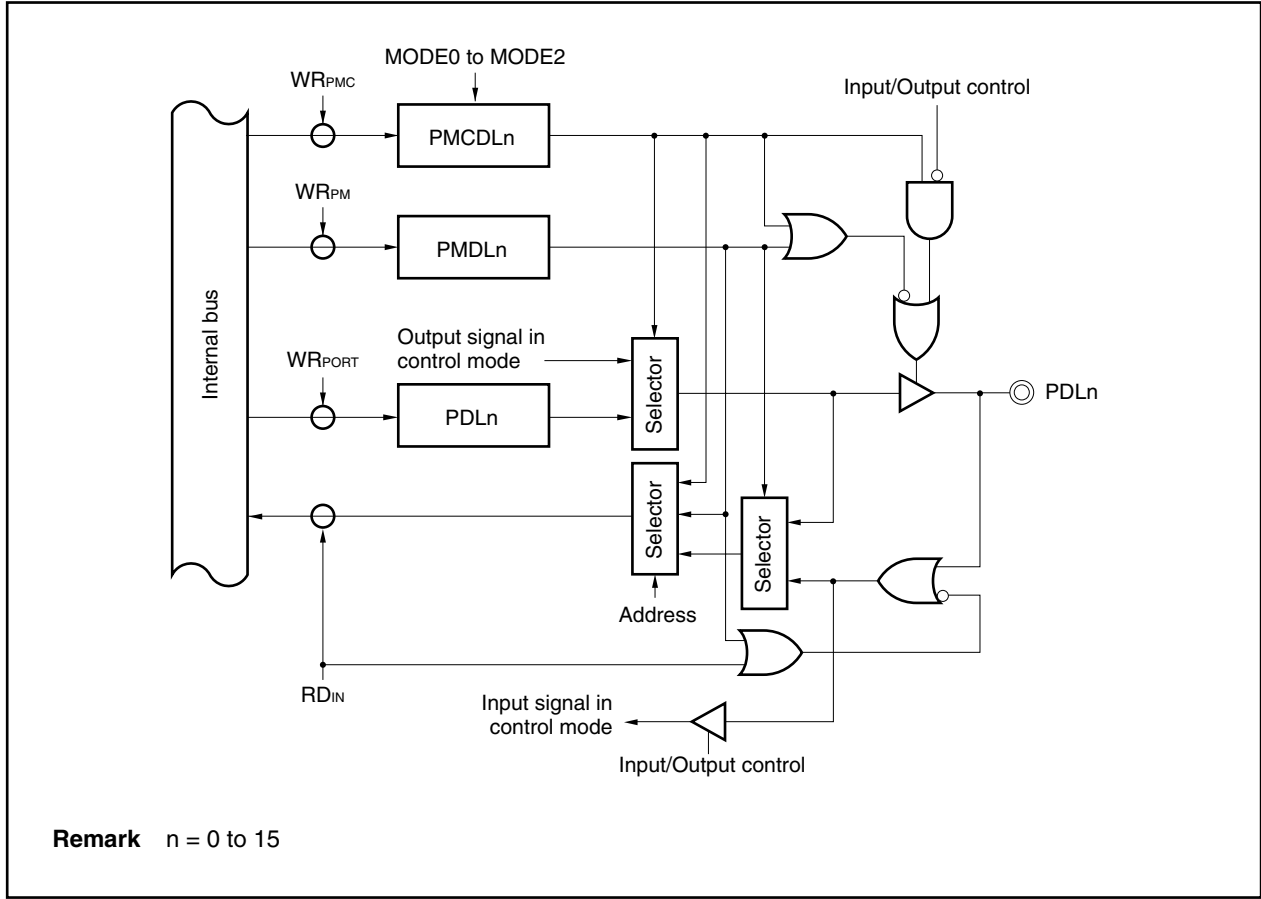 MODE0 to MODE2
WRPMC
Input/Output control
PMCDLn
WRPM
PMDLn
Internal bus
Output signal in
control mode
WRPORT
Selector
PDLn
PDLn
Selector
Selector
Address
RDIN
Input signal in
control mode
Input/Output control
Remark n = 0 to 15